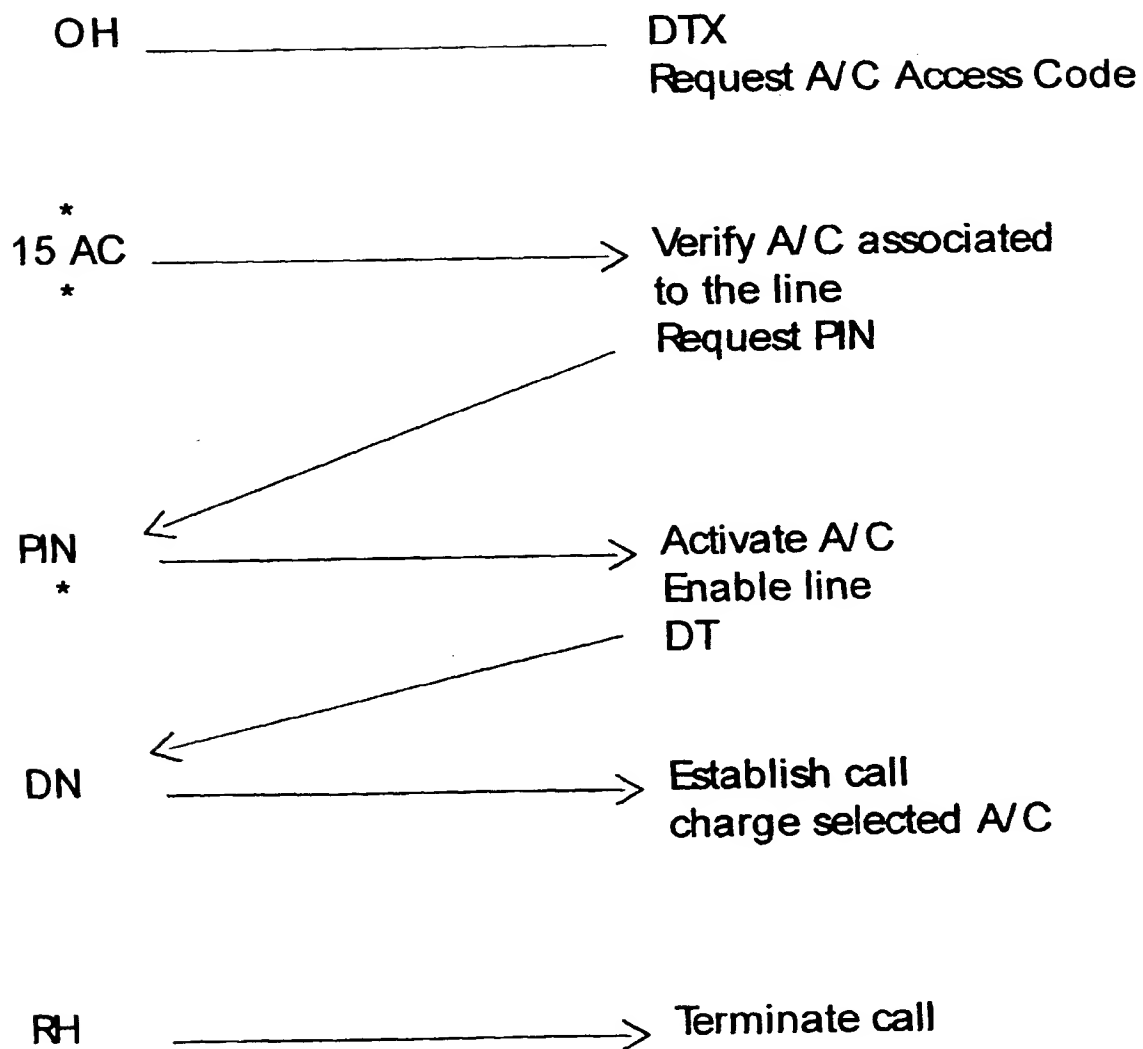 OH DTX
Request A/C Access Code
*
15 AC Verify A/C associated
* to the line
Request PIN
PIN Activate A/C
* Enable line
DT
DN Establish call
charge selected A/C
RH Terminate call